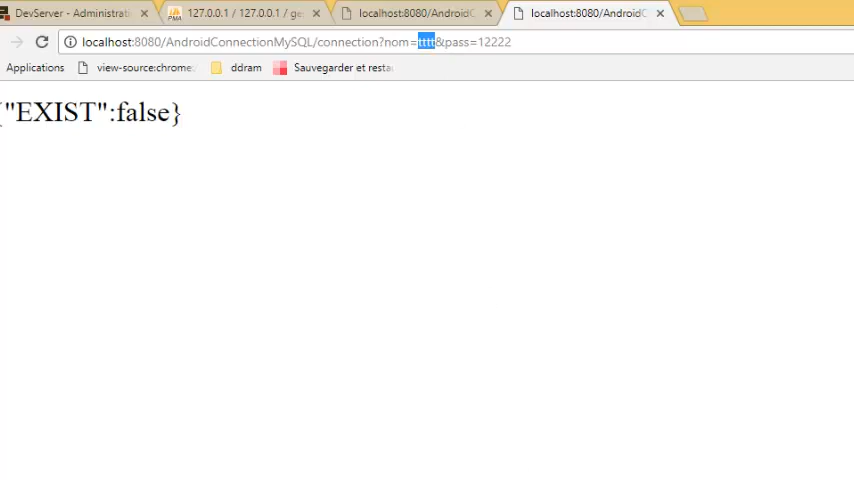 DevServer - Administrati
127.0.0.1 / 127.0.0.1 / ge
localhost:8080/AndroidC
localhost:8080/AndroidC
localhost:8080/AndroidConnectionMySQL/connection?nom=tttt&pass=12222
Applications
view-source:chrome:
ddram
Sauvegarder et resta
{"EXIST":false}